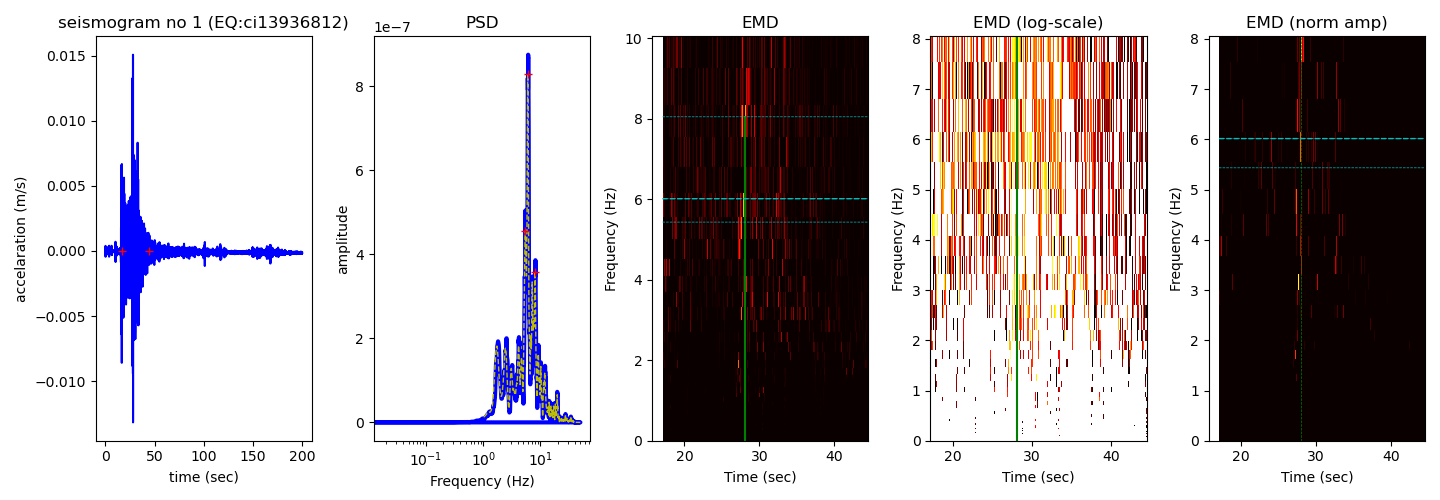 seismogram no 1 (EQ:ci13936812)
accelaration (m/s)
0.015
0.010
0.005
0.000
−0.005
−0.010
0 50 100 150 200
time (sec)
PSD
1e−7
amplitude
8
6
4
2
0
10⁻¹ 10⁰ 10¹
Frequency (Hz)
EMD
Frequency (Hz)
10
8
6
4
2
0
20 30 40
Time (sec)
EMD (log-scale)
Frequency (Hz)
8
7
6
5
4
3
2
1
0
20 30 40
Time (sec)
EMD (norm amp)
Frequency (Hz)
8
7
6
5
4
3
2
1
0
20 30 40
Time (sec)